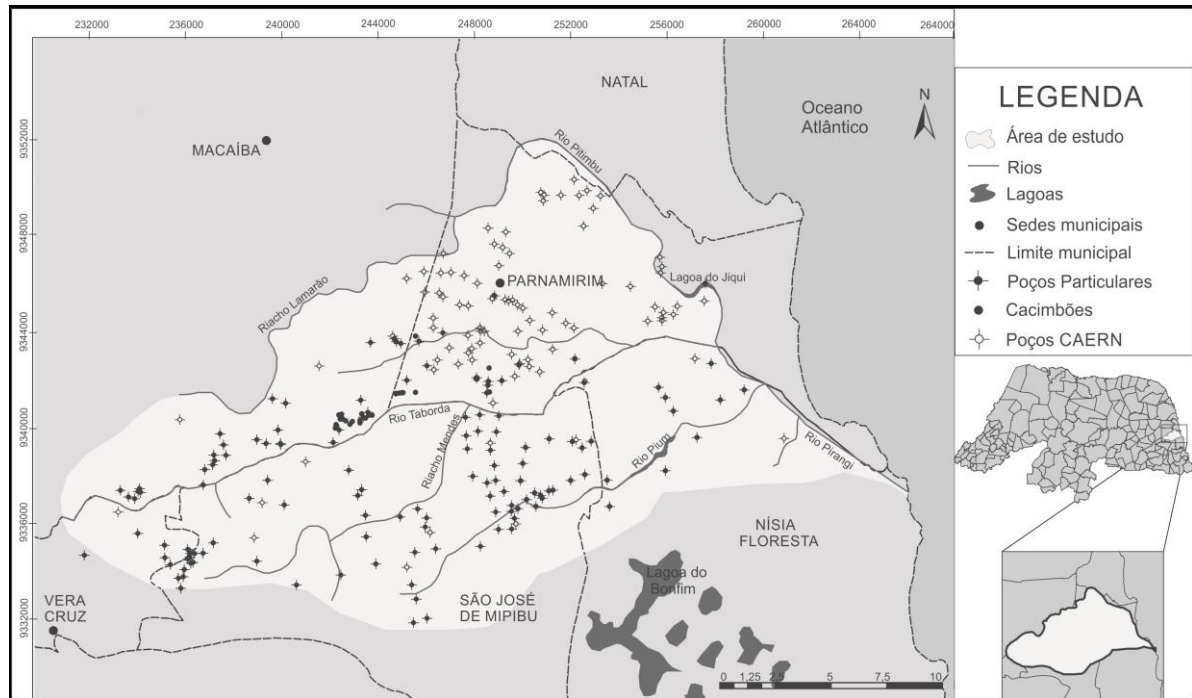 232000 236000 240000 244000 248000 252000 256000 260000 264000 264000
9352000
9348000
9344000
9340000
9336000
9332000
NATAL
Oceano
Atlântico
N
MACAÍBA
Rio Pitimbu
Riacho Lamarão
PARNAMIRIM
Lagoa do Jiqui
Rio Taborda
Riacho Mendes
Rio Pium
Rio Pirangi
NÍSIA
FLORESTA
Lagoa do
Bonfim
SÃO JOSÉ
DE MIPIBU
VERA
CRUZ
0 1,25 2,5 5 7,5 10
LEGENDA
Área de estudo
Rios
Lagoas
Sedes municipais
Limite municipal
Poços Particulares
Cacimbões
Poços CAERN